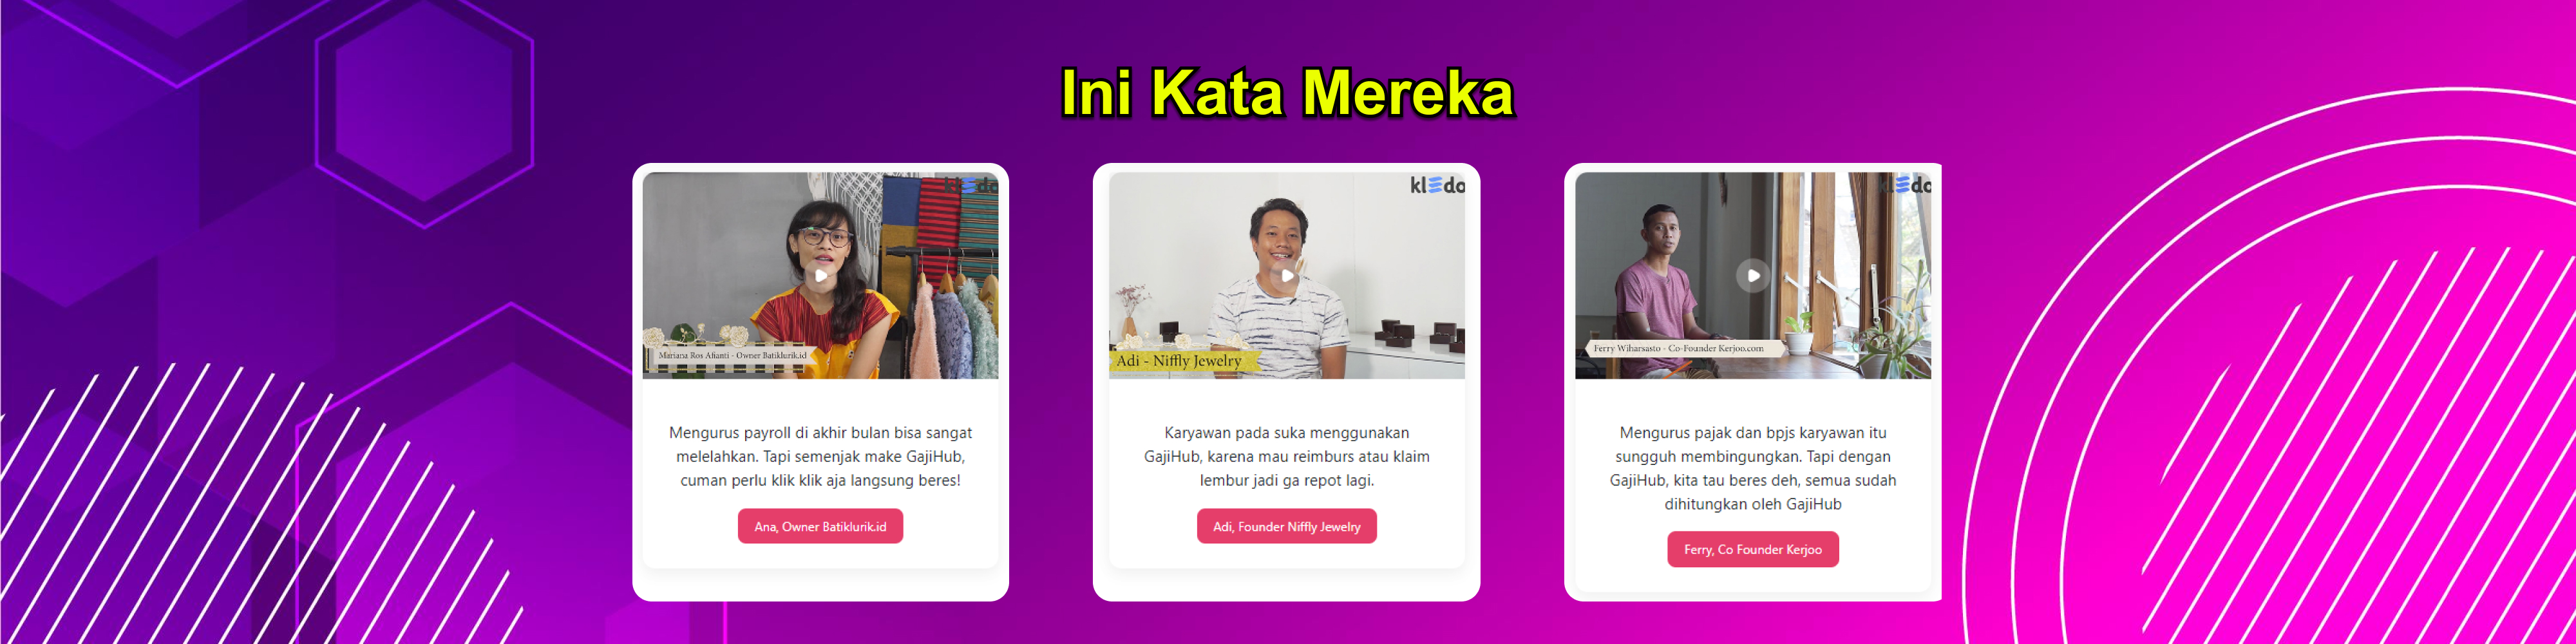 Ini Kata Mereka
kledo
Mariana Ros Afianti - Owner Batiklurik.id
Mengurus payroll di akhir bulan bisa sangat
melelahkan. Tapi semenjak make GajiHub,
cuman perlu klik klik aja langsung beres!
Ana, Owner Batiklurik.id
kledo
Adi - Niffly Jewelry
Karyawan pada suka menggunakan
GajiHub, karena mau reimburs atau klaim
lembur jadi ga repot lagi.
Adi, Founder Niffly Jewelry
kledo
Ferry Wiharsasto - Co-Founder Kerjoo.com
Mengurus pajak dan bpjs karyawan itu
sungguh membingungkan. Tapi dengan
GajiHub, kita tau beres deh, semua sudah
dihitungkan oleh GajiHub
Ferry, Co Founder Kerjoo